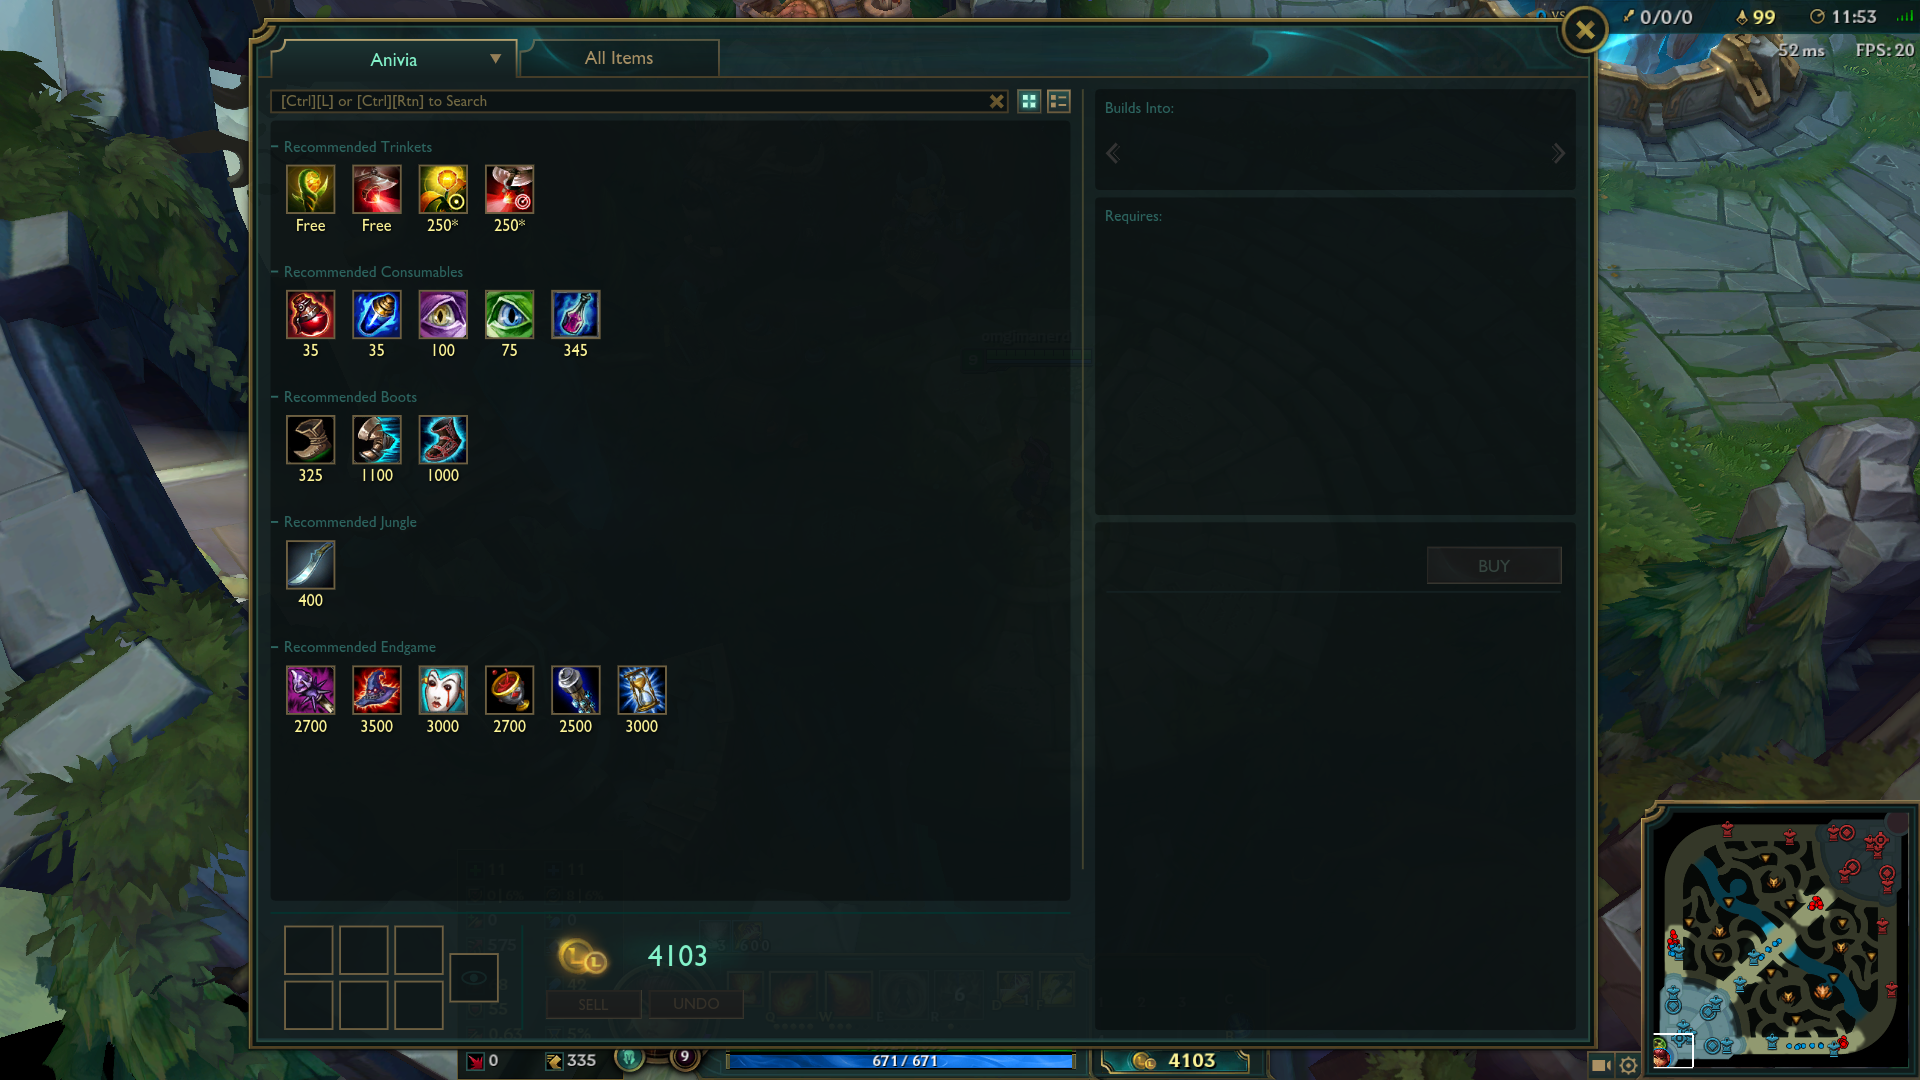 VS 0/0/0 99 11:53
52 ms FPS: 20
Anivia All Items
[Ctrl][L] or [Ctrl][Rtn] to Search
Recommended Trinkets
Free Free 250* 250*
Recommended Consumables
35 35 100 75 345
Recommended Boots
325 1100 1000
Recommended Jungle
400
Recommended Endgame
2700 3500 3000 2700 2500 3000
Builds Into:
Requires:
BUY
4103
SELL UNDO
0 335 9 671 / 671 4103